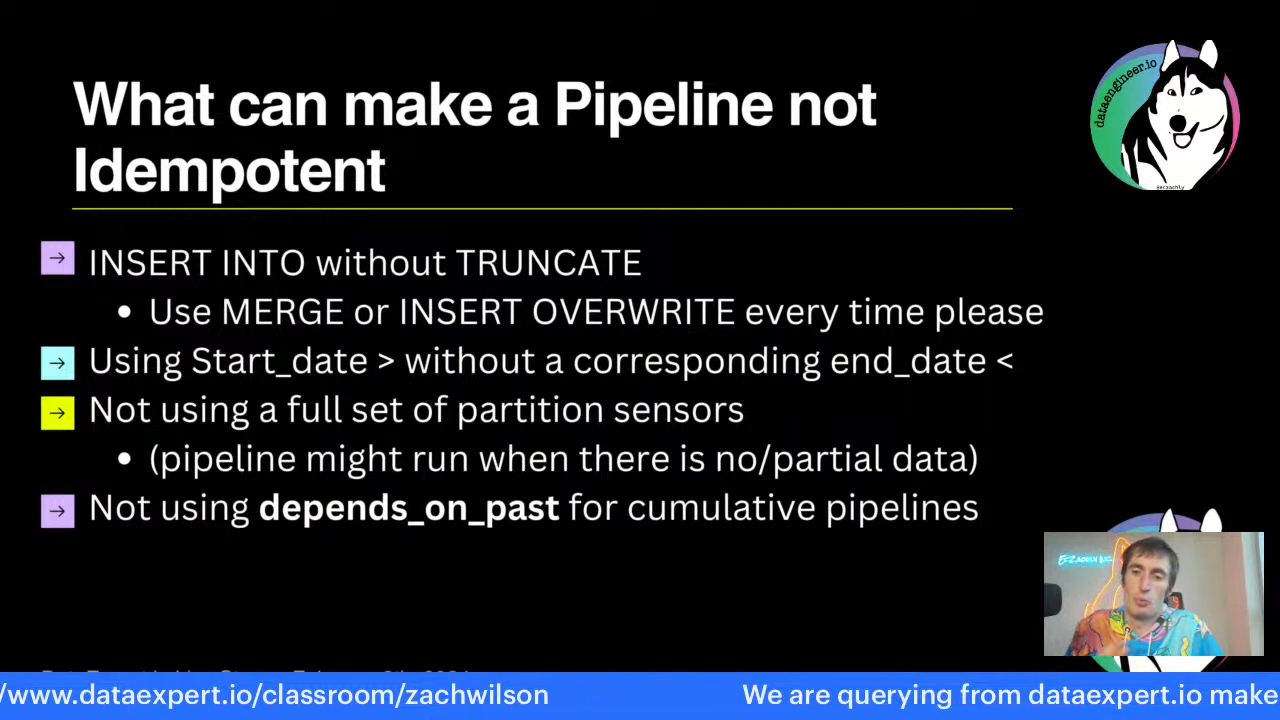 What can make a Pipeline not
Idempotent
dataengineer.io
@eczachly
→ INSERT INTO without TRUNCATE
• Use MERGE or INSERT OVERWRITE every time please
→ Using Start_date > without a corresponding end_date <
→ Not using a full set of partition sensors
• (pipeline might run when there is no/partial data)
→ Not using depends_on_past for cumulative pipelines
/www.dataexpert.io/classroom/zachwilson
We are querying from dataexpert.io make